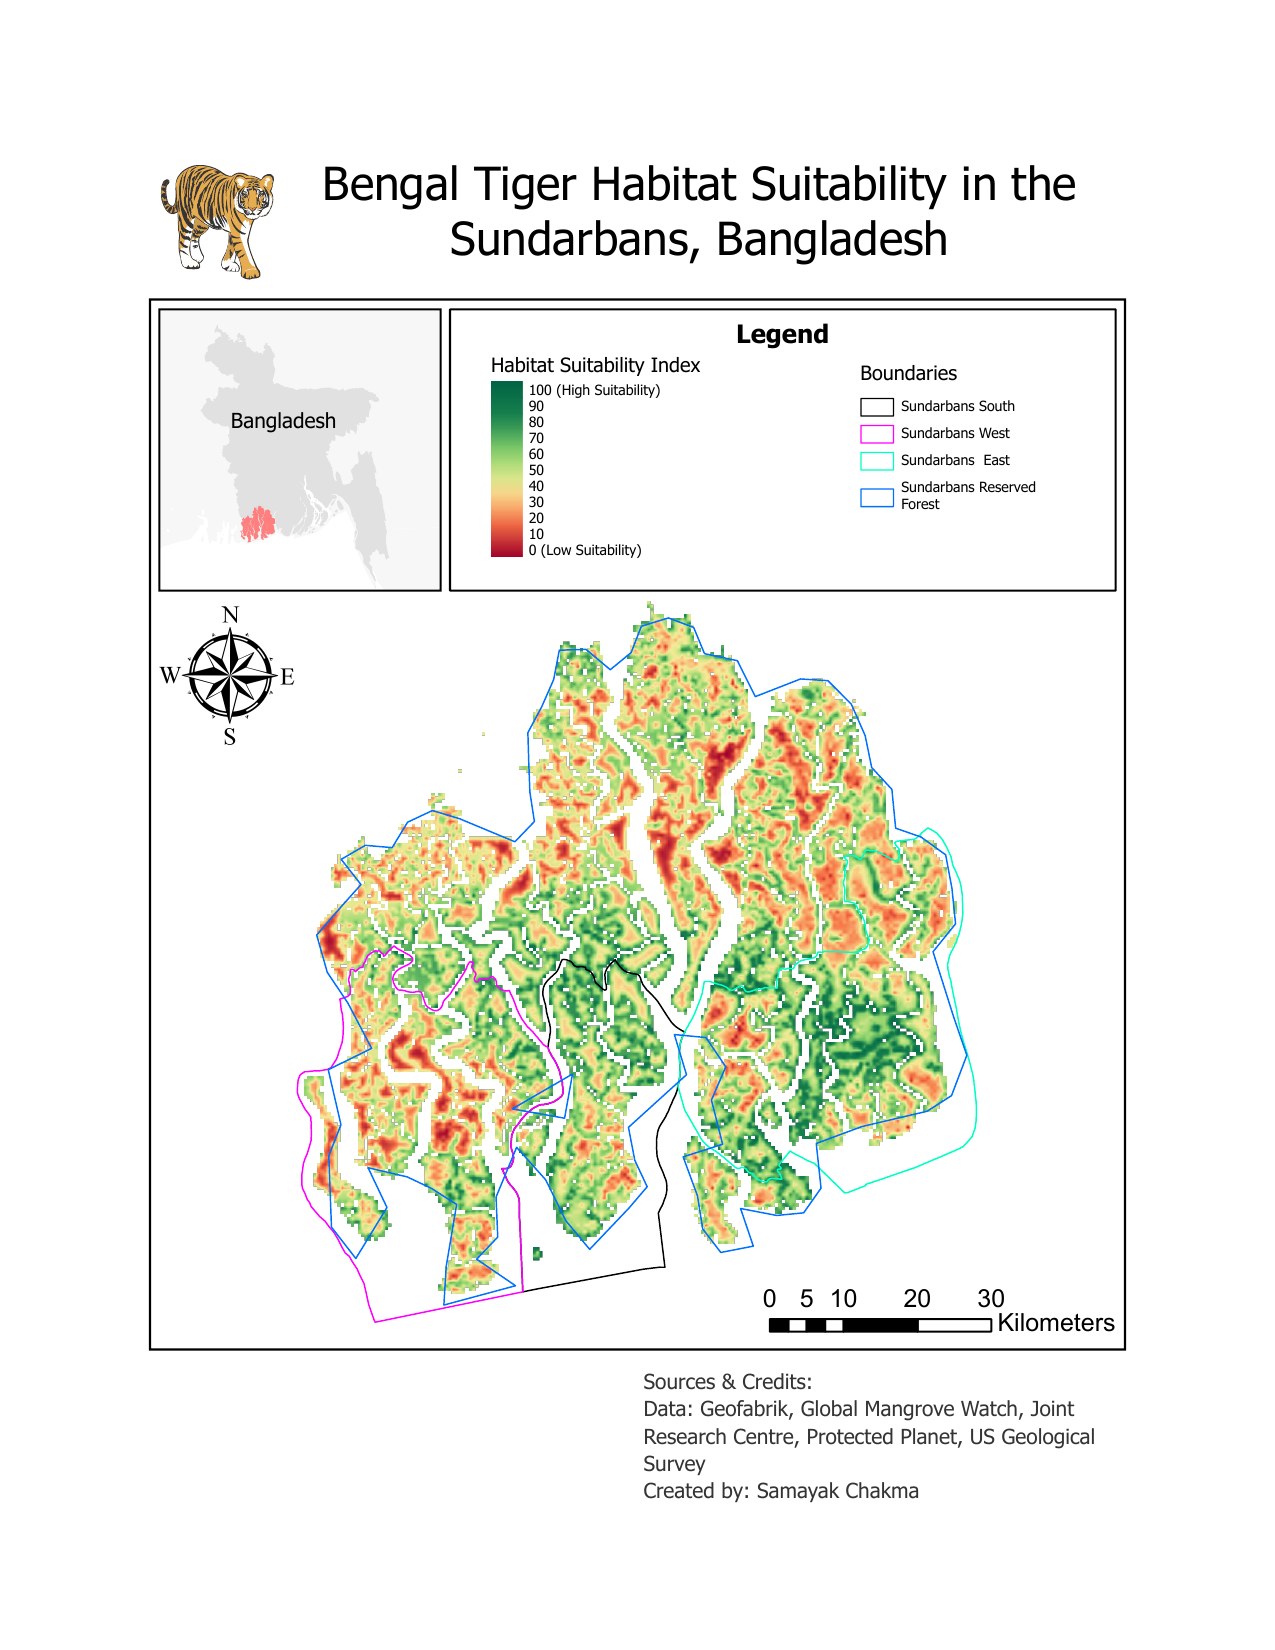 Bengal Tiger Habitat Suitability in the
Sundarbans, Bangladesh
Bangladesh
Legend
Habitat Suitability Index
100 (High Suitability)
90
80
70
60
50
40
30
20
10
0 (Low Suitability)
Boundaries
Sundarbans South
Sundarbans West
Sundarbans  East
Sundarbans Reserved
Forest
N
W
E
S
0 5 10 20 30
Kilometers
Sources & Credits:
Data: Geofabrik, Global Mangrove Watch, Joint
Research Centre, Protected Planet, US Geological
Survey
Created by: Samayak Chakma